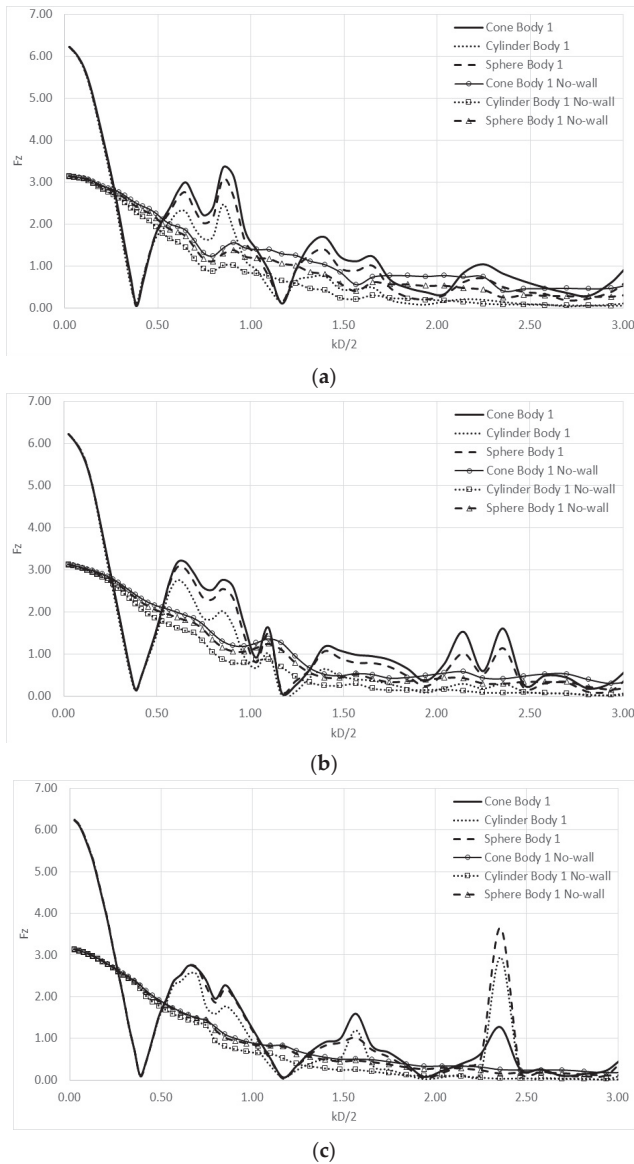 7.00
Cone Body 1
Cylinder Body 1
6.00
Sphere Body 1
Cone Body 1 No-wall
5.00
Cylinder Body 1 No-wall
Sphere Body 1 No-wall
4.00
Fz
3.00
2.00
1.00
0.00
0.00 0.50 1.00 1.50 2.00 2.50 3.00
kD/2
(a)
7.00
Cone Body 1
Cylinder Body 1
6.00
Sphere Body 1
Cone Body 1 No-wall
5.00
Cylinder Body 1 No-wall
Sphere Body 1 No-wall
4.00
Fz
3.00
2.00
1.00
0.00
0.00 0.50 1.00 1.50 2.00 2.50 3.00
kD/2
(b)
7.00
Cone Body 1
Cylinder Body 1
6.00
Sphere Body 1
Cone Body 1 No-wall
5.00
Cylinder Body 1 No-wall
Sphere Body 1 No-wall
4.00
Fz
3.00
2.00
1.00
0.00
0.00 0.50 1.00 1.50 2.00 2.50 3.00
kD/2
(c)